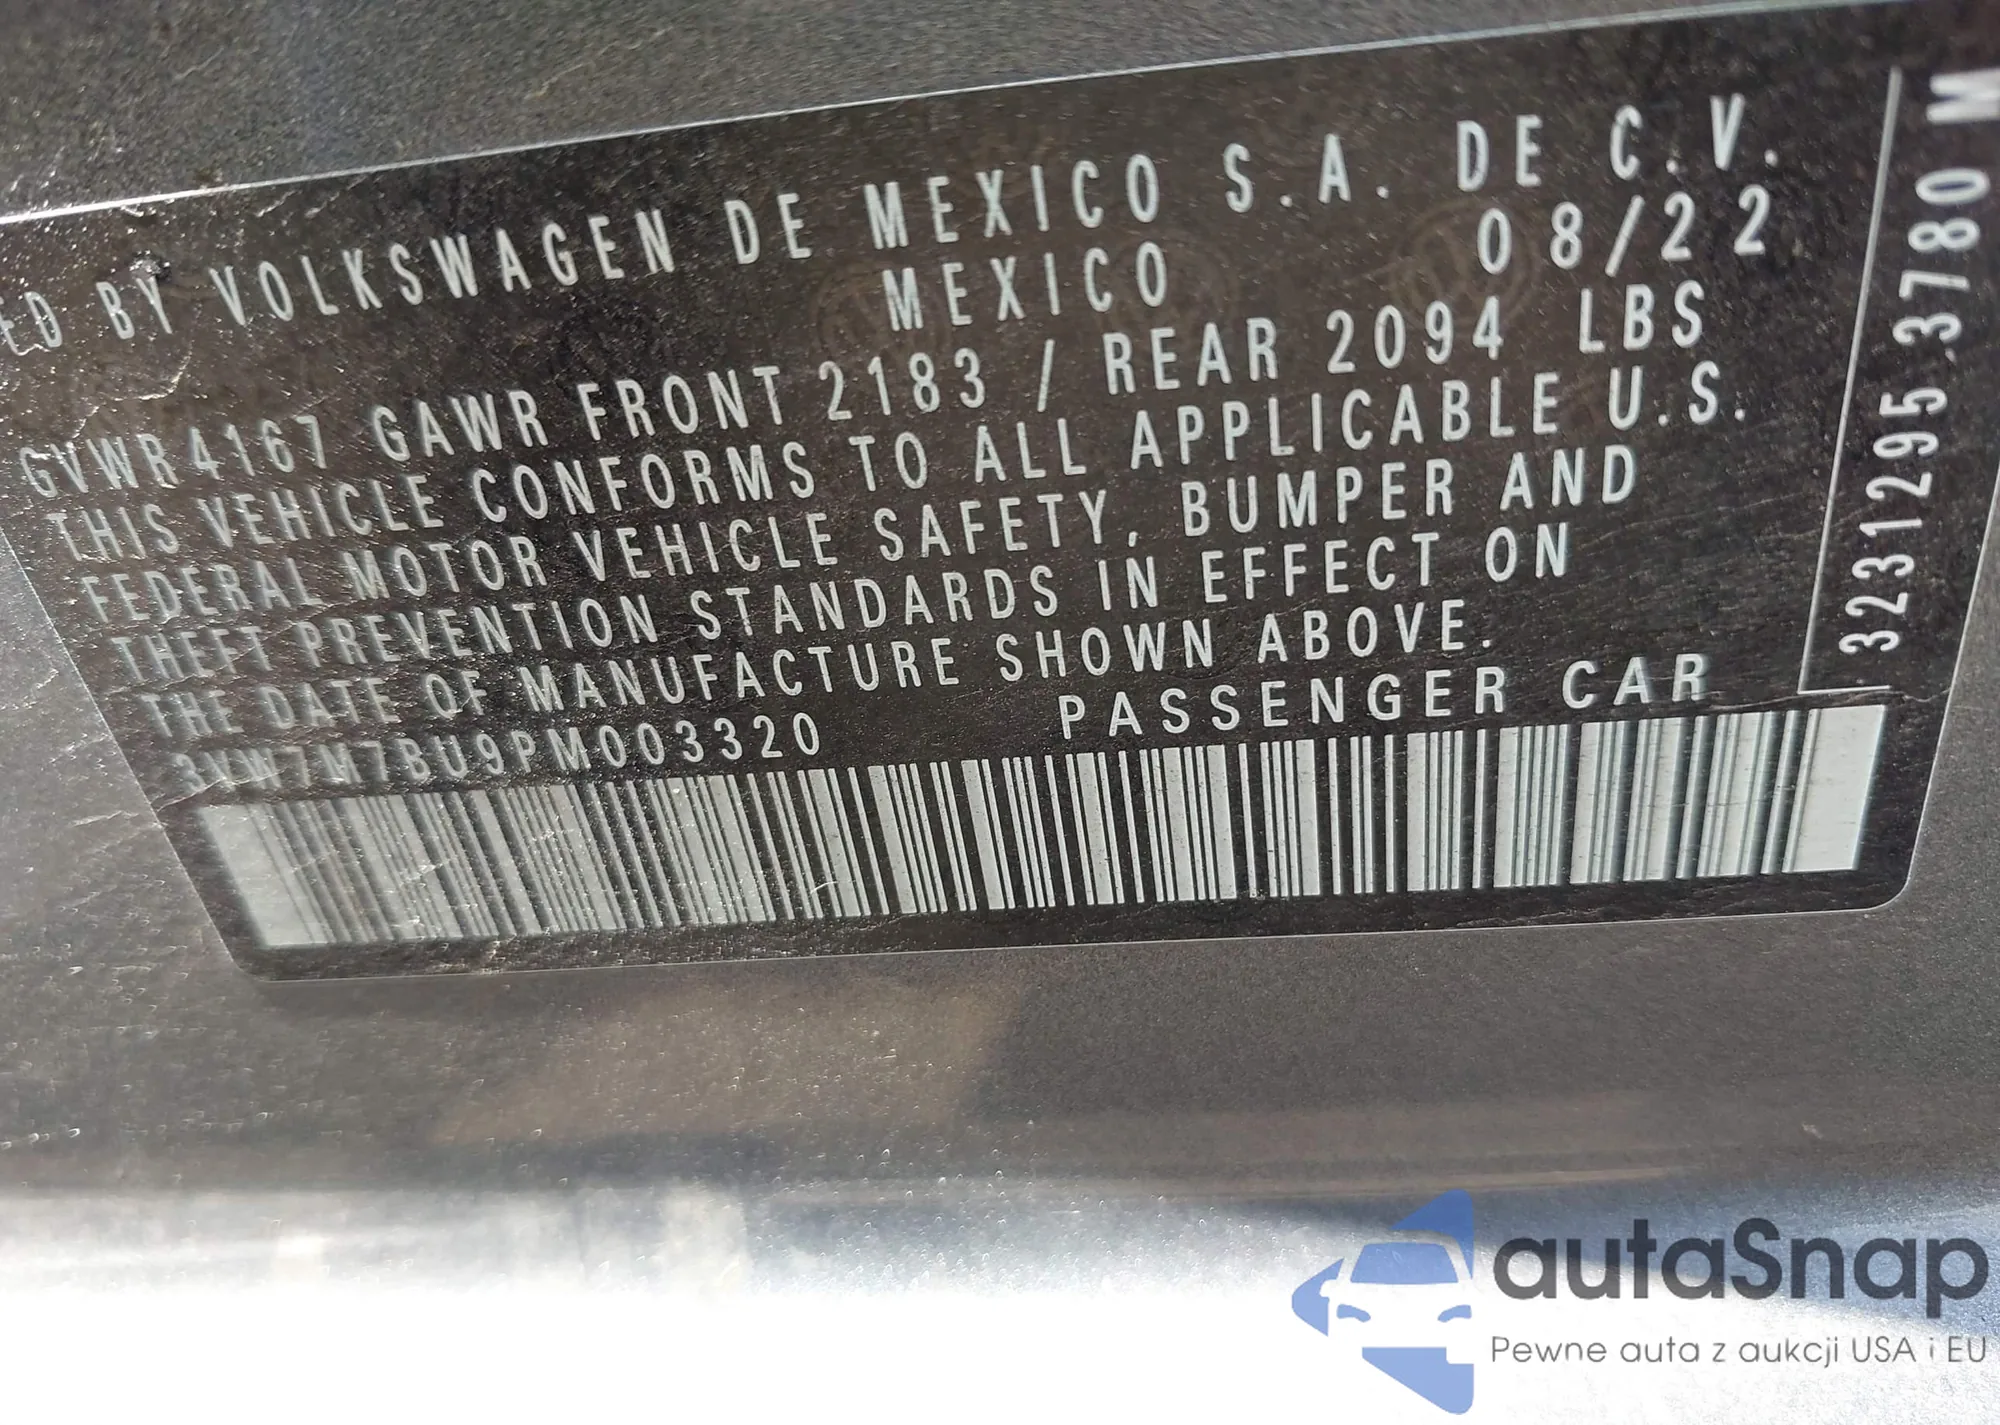 ED BY VOLKSWAGEN DE MEXICO S.A. DE C.V.
MEXICO 08/22
GVWR 4167 GAWR FRONT 2183 / REAR 2094 LBS
THIS VEHICLE CONFORMS TO ALL APPLICABLE U.S.
FEDERAL MOTOR VEHICLE SAFETY, BUMPER AND
THEFT PREVENTION STANDARDS IN EFFECT ON
THE DATE OF MANUFACTURE SHOWN ABOVE.
3VW7M7BU9PM003320 PASSENGER CAR
3231295 3780 M
autaSnap
Pewne auta z aukcji USA i EU